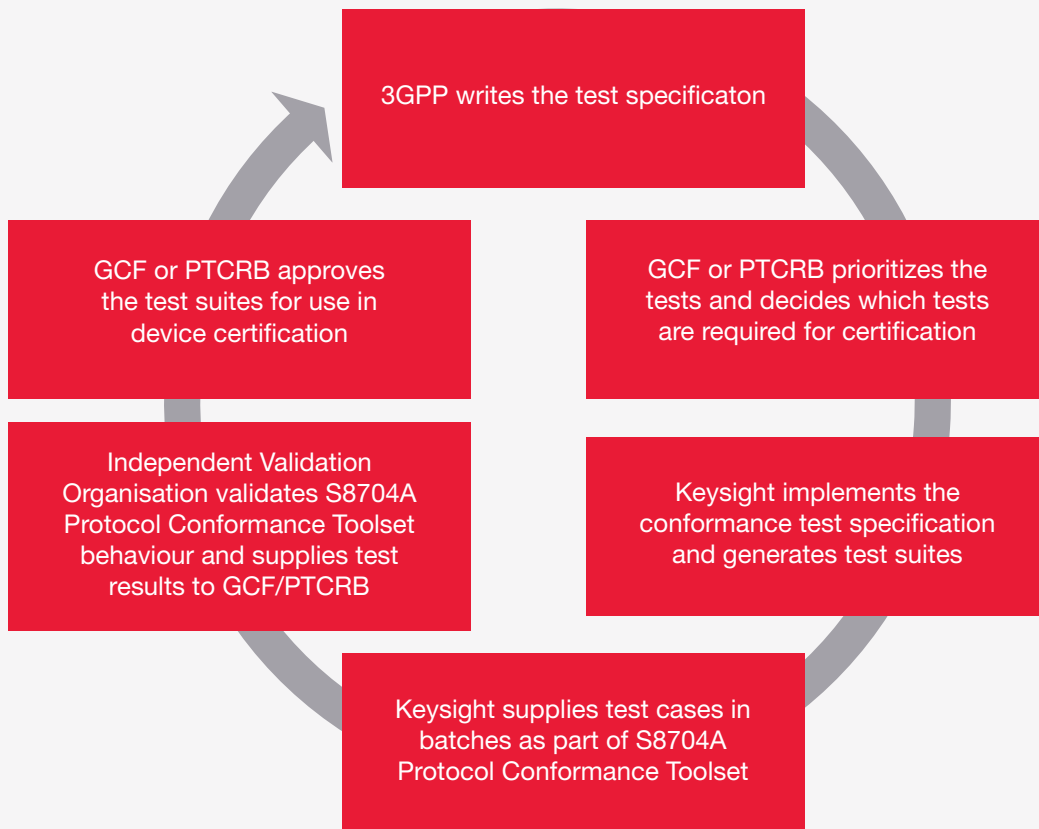 3GPP writes the test specificaton
GCF or PTCRB prioritizes the
tests and decides which tests
are required for certification
Keysight implements the
conformance test specification
and generates test suites
Keysight supplies test cases in
batches as part of S8704A
Protocol Conformance Toolset
Independent Validation
Organisation validates S8704A
Protocol Conformance Toolset
behaviour and supplies test
results to GCF/PTCRB
GCF or PTCRB approves
the test suites for use in
device certification